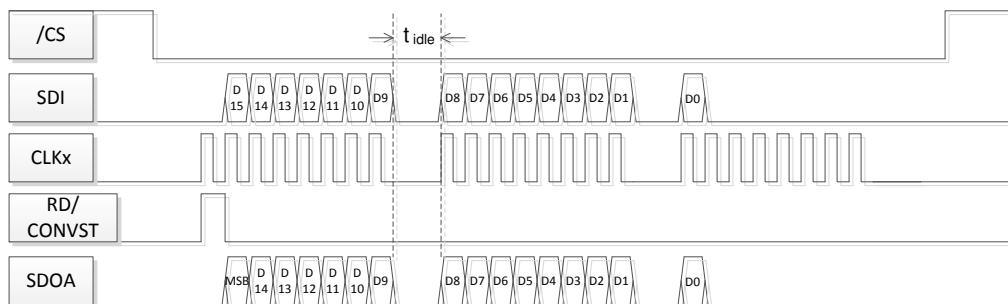 /CS
t idle
SDI
D
15
D
14
D
13
D
12
D
11
D
10
D9
D8
D7
D6
D5
D4
D3
D2
D1
D0
CLKx
RD/
CONVST
SDOA
MSB
D
14
D
13
D
12
D
11
D
10
D9
D8
D7
D6
D5
D4
D3
D2
D1
D0